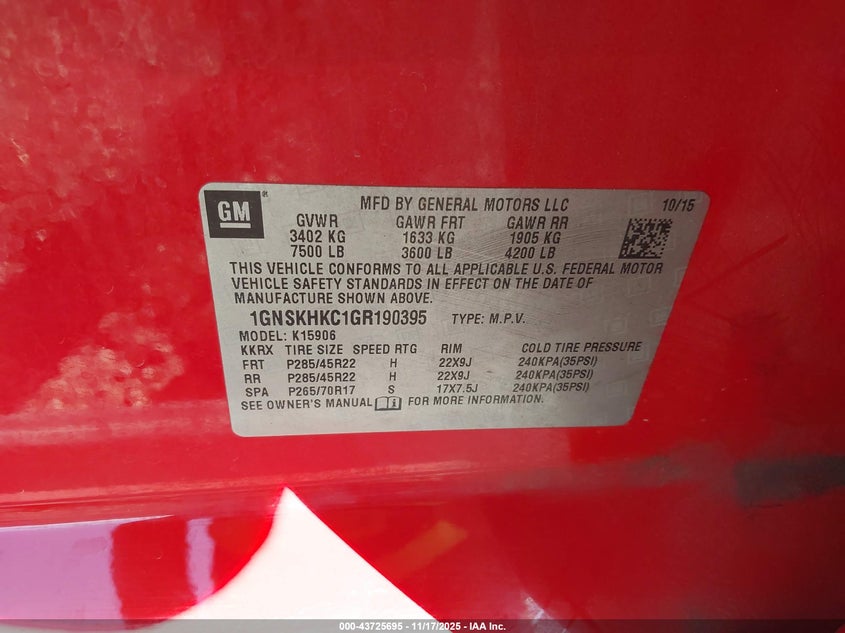 GM ®
MFD BY GENERAL MOTORS LLC 10/15
GVWR GAWR FRT GAWR RR
3402 KG 1633 KG 1905 KG
7500 LB 3600 LB 4200 LB
THIS VEHICLE CONFORMS TO ALL APPLICABLE U.S. FEDERAL MOTOR
VEHICLE SAFETY STANDARDS IN EFFECT ON THE DATE OF
MANUFACTURE SHOWN ABOVE.
1GNSKHKC1GR190395 TYPE: M.P.V.
MODEL: K15906
KKRX TIRE SIZE SPEED RTG RIM COLD TIRE PRESSURE
FRT P285/45R22 H 22X9J 240KPA(35PSI)
RR P285/45R22 H 22X9J 240KPA(35PSI)
SPA P265/70R17 S 17X7.5J 240KPA(35PSI)
SEE OWNER'S MANUAL i FOR MORE INFORMATION.
000-43725695 - 11/17/2025 - IAA Inc.